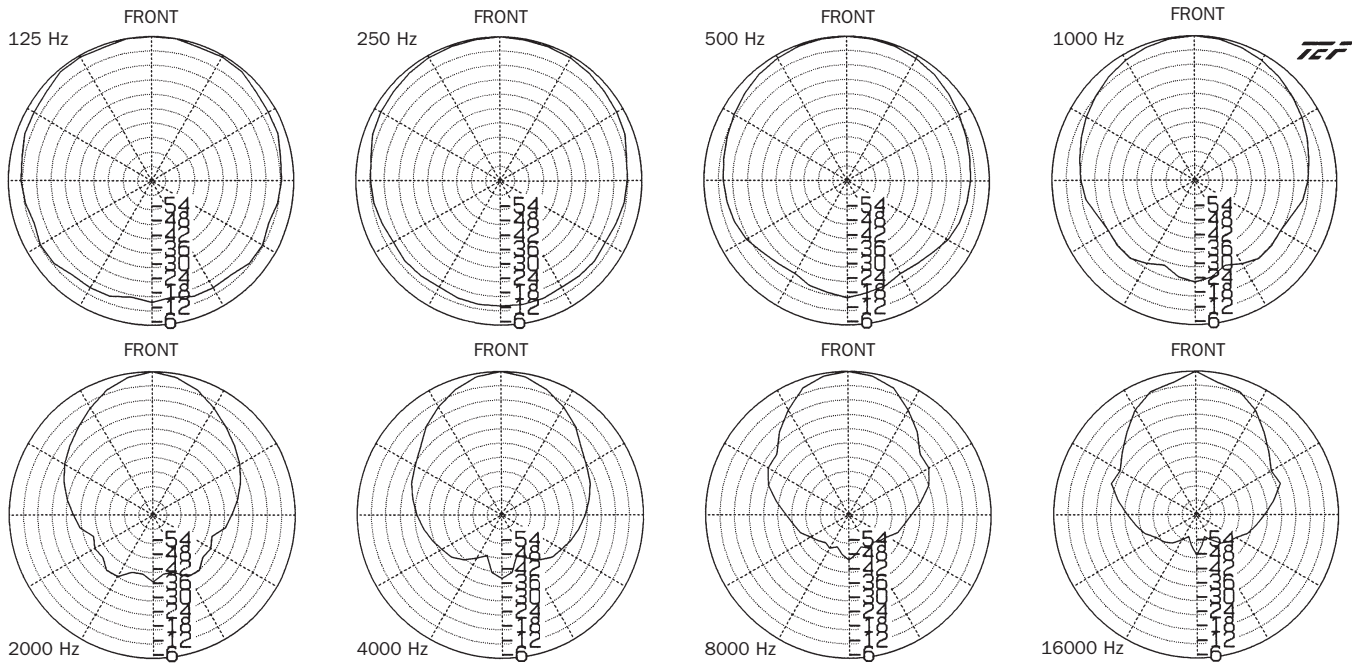 FRONT FRONT FRONT FRONT
125 Hz 250 Hz 500 Hz 1000 Hz TEF
54 54 54 54
48 48 48 48
42 42 42 42
36 36 36 36
30 30 30 30
24 24 24 24
18 18 18 18
12 12 12 12
6 6 6 6
FRONT FRONT FRONT FRONT
54 54 54 54
48 48 48 48
42 42 42 42
36 36 36 36
30 30 30 30
24 24 24 24
18 18 18 18
12 12 12 12
2000 Hz 4000 Hz 8000 Hz 16000 Hz
6 6 6 6